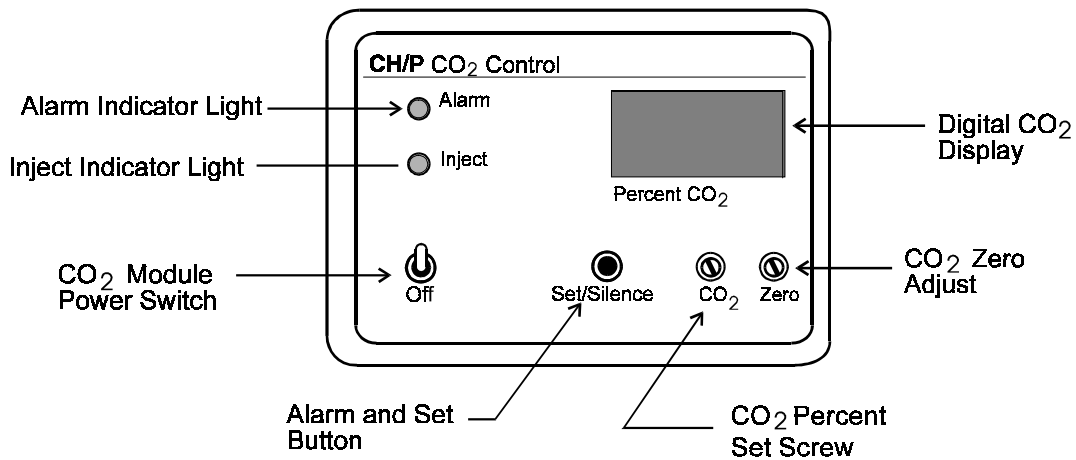 CH/P CO2 Control
Alarm Indicator Light
Alarm
Digital CO2
Display
Inject Indicator Light
Inject
Percent CO2
CO2 Module
Power Switch
Off
Set/Silence
CO2
Zero
CO2 Zero
Adjust
Alarm and Set
Button
CO2 Percent
Set Screw